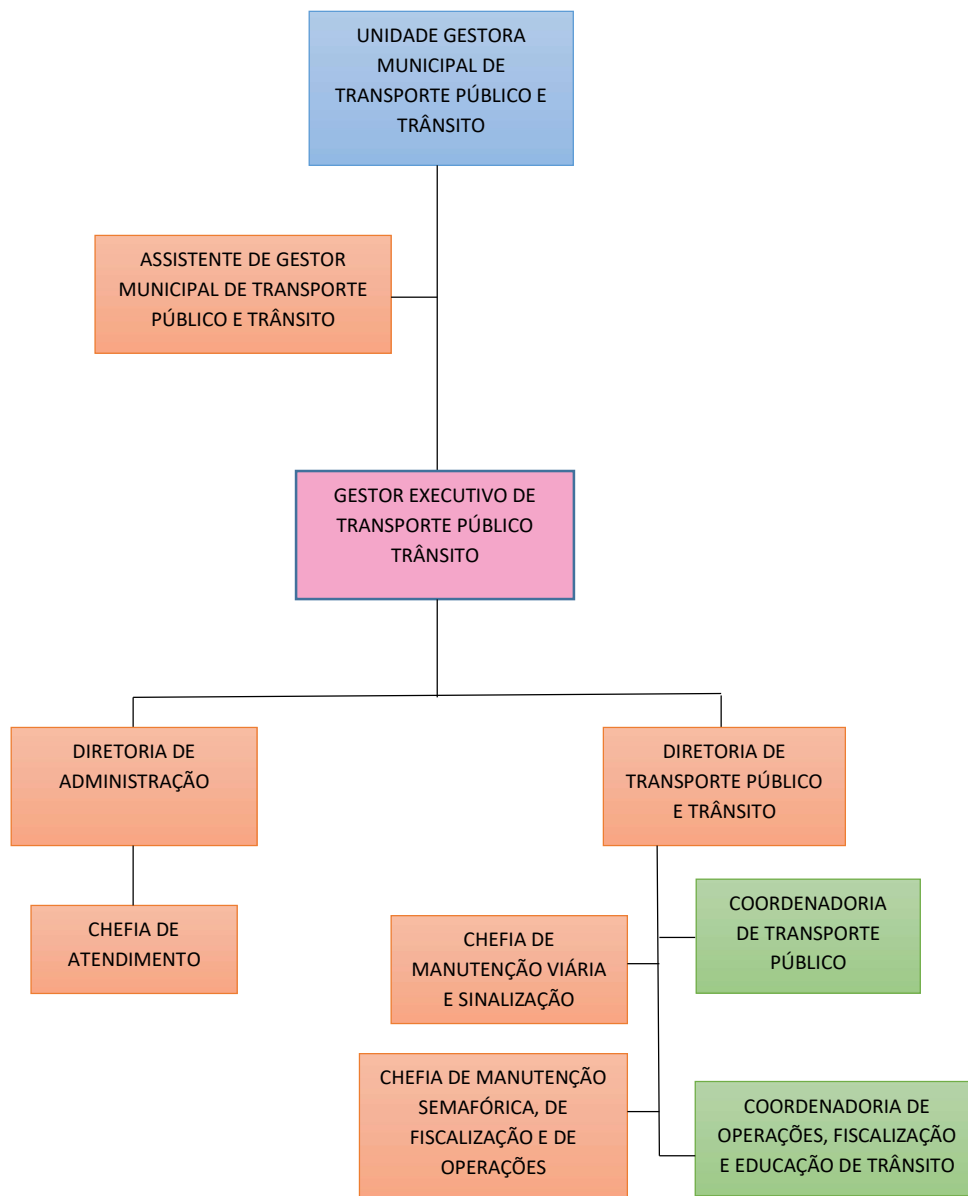 UNIDADE GESTORA
MUNICIPAL DE
TRANSPORTE PÚBLICO E
TRÂNSITO
ASSISTENTE DE GESTOR
MUNICIPAL DE TRANSPORTE
PÚBLICO E TRÂNSITO
GESTOR EXECUTIVO DE
TRANSPORTE PÚBLICO
TRÂNSITO
DIRETORIA DE
ADMINISTRAÇÃO
DIRETORIA DE
TRANSPORTE PÚBLICO
E TRÂNSITO
CHEFIA DE
ATENDIMENTO
CHEFIA DE
MANUTENÇÃO VIÁRIA
E SINALIZAÇÃO
COORDENADORIA
DE TRANSPORTE
PÚBLICO
CHEFIA DE MANUTENÇÃO
SEMAFÓRICA, DE
FISCALIZAÇÃO E DE
OPERAÇÕES
COORDENADORIA DE
OPERAÇÕES, FISCALIZAÇÃO
E EDUCAÇÃO DE TRÂNSITO